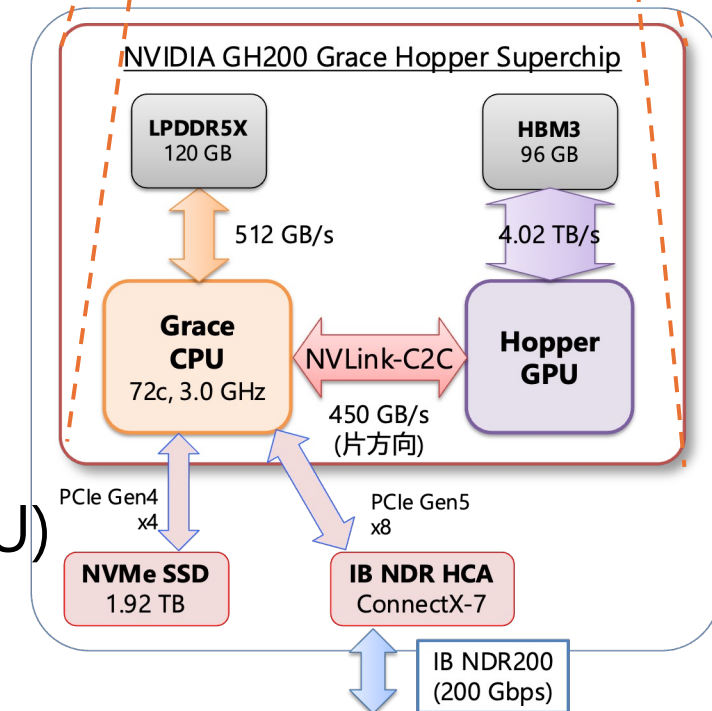 NVIDIA GH200 Grace Hopper Superchip
LPDDR5X
120 GB
HBM3
96 GB
512 GB/s
4.02 TB/s
Grace
CPU
72c, 3.0 GHz
NVLink-C2C
Hopper
GPU
450 GB/s
(片方向)
PCIe Gen4
x4
PCIe Gen5
x8
U)
NVMe SSD
1.92 TB
IB NDR HCA
ConnectX-7
IB NDR200
(200 Gbps)